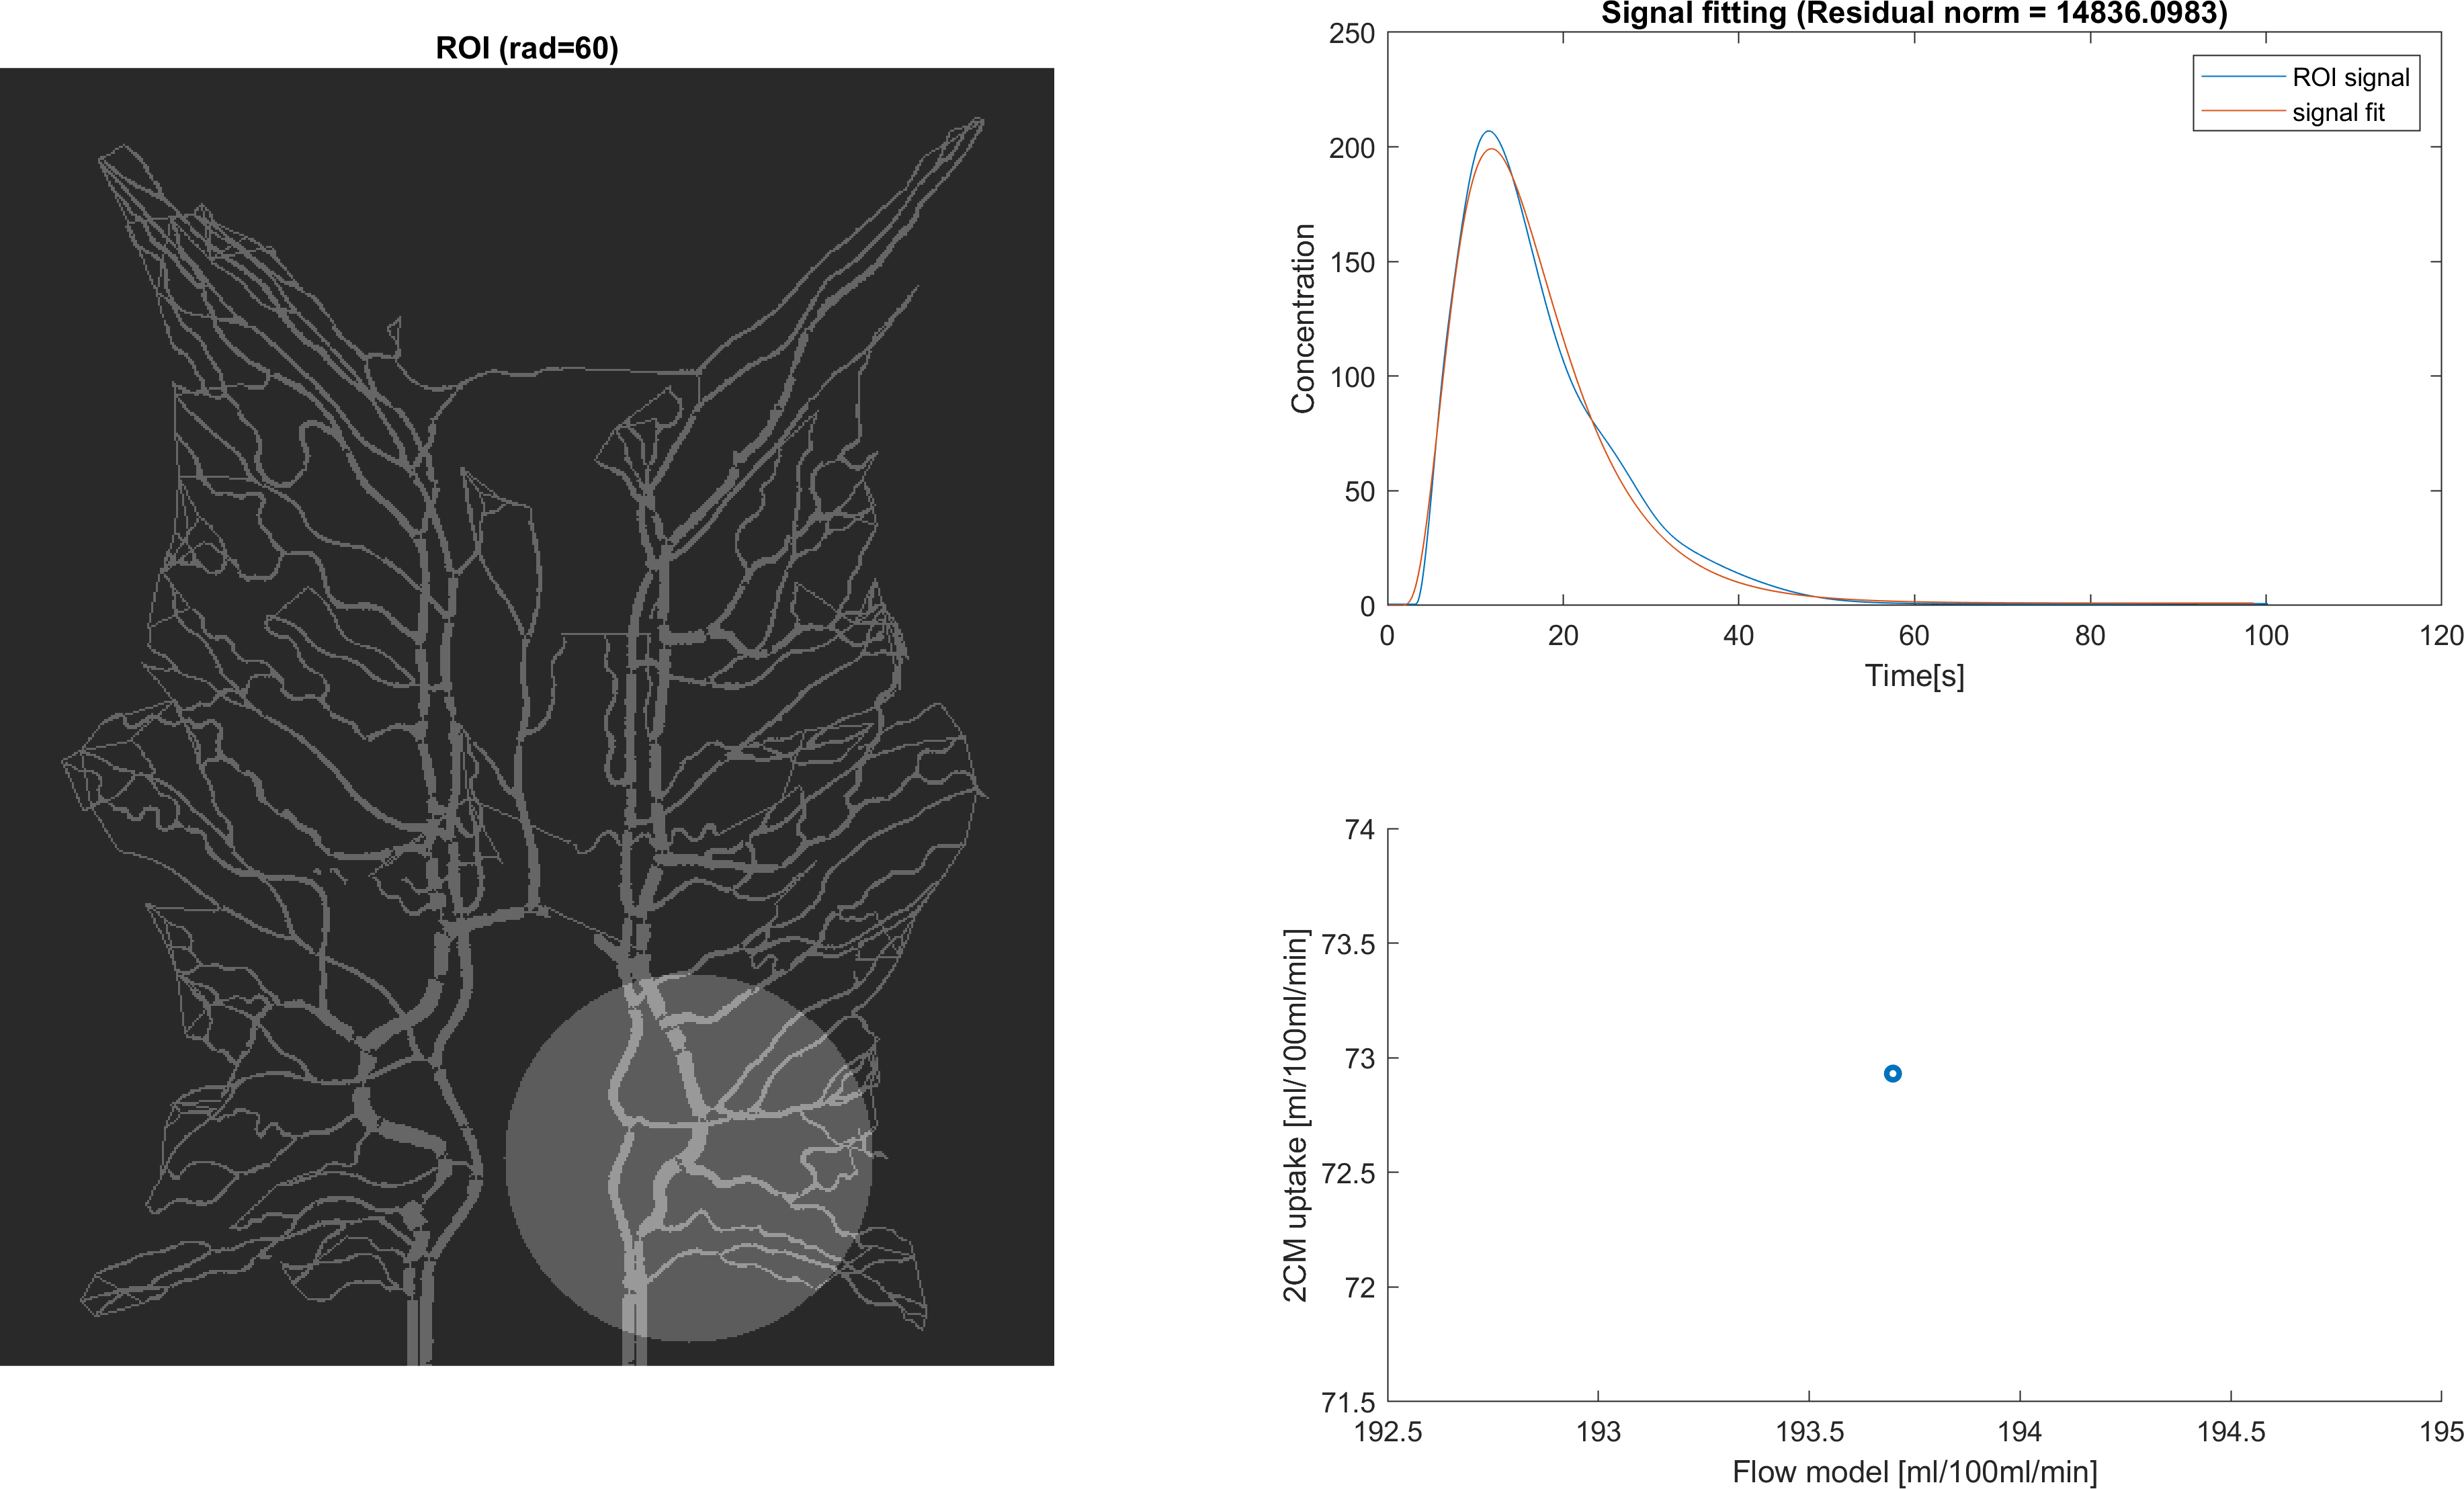 ROI (rad=60)
Signal fitting (Residual norm = 14836.0983)
250
200
150
100
50
0
Concentration
ROI signal
signal fit
0 20 40 60 80 100 120
Time[s]
74
73.5
73
72.5
72
71.5
2CM uptake [ml/100ml/min]
192.5 193 193.5 194 194.5 195
Flow model [ml/100ml/min]